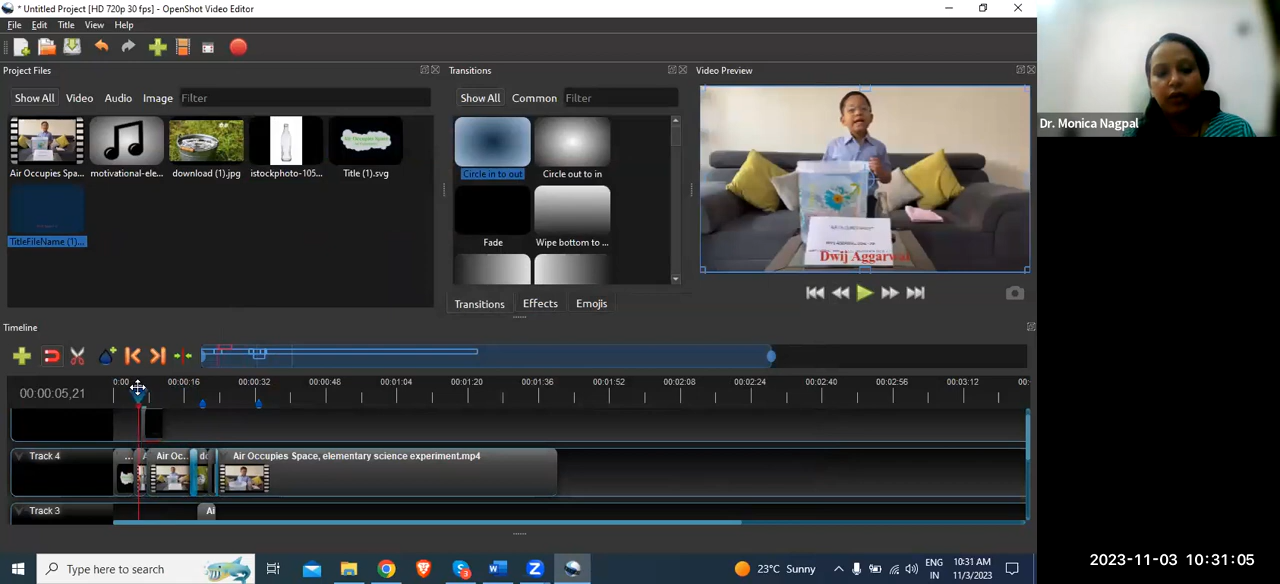 * Untitled Project [HD 720p 30 fps] - OpenShot Video Editor
File Edit Title View Help
Project Files
Transitions
Video Preview
Show All Video Audio Image Filter
Show All Common Filter
Air Occupies Spa...
motivational-ele...
download (1).jpg
istockphoto-105...
Title (1).svg
TitleFileName (1)...
Circle in to out
Circle out to in
Fade
Wipe bottom to ...
Transitions Effects Emojis
Dwij Aggarwal
Dr. Monica Nagpal
Timeline
00:00:05,21
0:00 00:00:16 00:00:32 00:00:48 00:01:04 00:01:20 00:01:36 00:01:52 00:02:08 00:02:24 00:02:40 00:02:56 00:03:12 00:
Track 4
Air Oc...
Air Occupies Space, elementary science experiment.mp4
Track 3
Ai
Type here to search
23°C Sunny
ENG
IN
10:31 AM
11/3/2023
2023-11-03 10:31:05